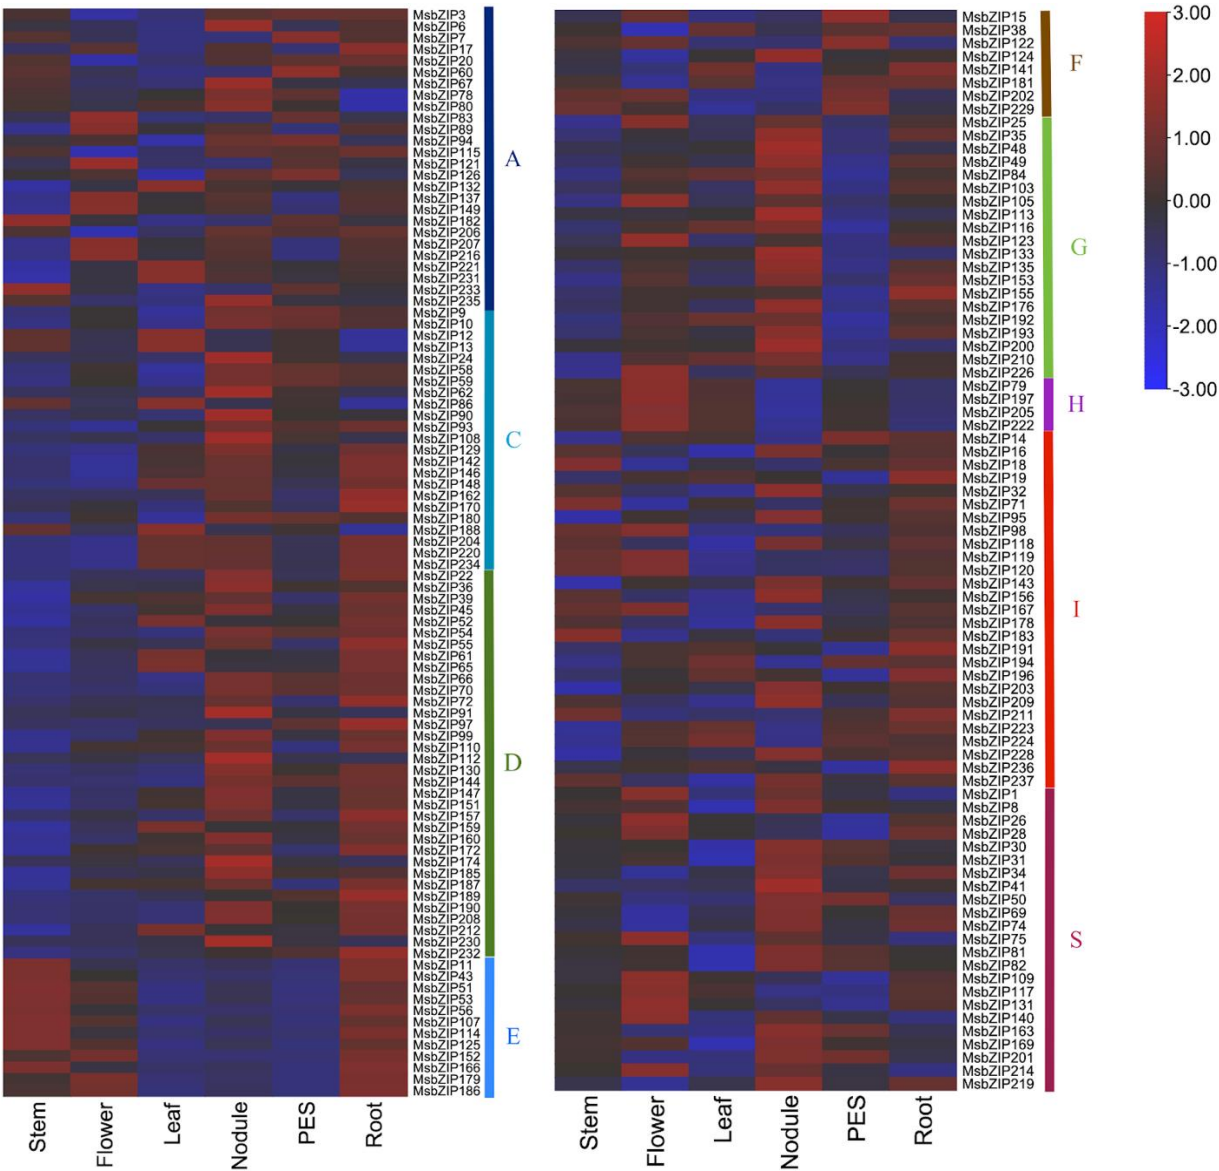 MsbZIP3
MsbZIP6
MsbZIP7
MsbZIP17
MsbZIP20
MsbZIP60
MsbZIP67
MsbZIP78
MsbZIP80
MsbZIP83
MsbZIP89
MsbZIP94
MsbZIP115
MsbZIP121
MsbZIP126
MsbZIP132
MsbZIP137
MsbZIP149
MsbZIP182
MsbZIP206
MsbZIP207
MsbZIP216
MsbZIP221
MsbZIP231
MsbZIP233
MsbZIP235
MsbZIP9
MsbZIP10
MsbZIP12
MsbZIP13
MsbZIP24
MsbZIP58
MsbZIP59
MsbZIP62
MsbZIP86
MsbZIP90
MsbZIP93
MsbZIP108
MsbZIP129
MsbZIP142
MsbZIP146
MsbZIP148
MsbZIP162
MsbZIP170
MsbZIP180
MsbZIP188
MsbZIP204
MsbZIP220
MsbZIP234
MsbZIP22
MsbZIP36
MsbZIP39
MsbZIP45
MsbZIP52
MsbZIP54
MsbZIP55
MsbZIP61
MsbZIP65
MsbZIP66
MsbZIP70
MsbZIP72
MsbZIP91
MsbZIP97
MsbZIP99
MsbZIP110
MsbZIP112
MsbZIP130
MsbZIP144
MsbZIP147
MsbZIP151
MsbZIP157
MsbZIP159
MsbZIP160
MsbZIP172
MsbZIP174
MsbZIP185
MsbZIP187
MsbZIP189
MsbZIP190
MsbZIP208
MsbZIP212
MsbZIP230
MsbZIP232
MsbZIP11
MsbZIP43
MsbZIP51
MsbZIP53
MsbZIP56
MsbZIP107
MsbZIP114
MsbZIP125
MsbZIP152
MsbZIP166
MsbZIP179
MsbZIP186
A
C
D
E
Stem
Flower
Leaf
Nodule
PES
Root
MsbZIP15
MsbZIP38
MsbZIP122
MsbZIP124
MsbZIP141
MsbZIP181
MsbZIP202
MsbZIP229
MsbZIP25
MsbZIP35
MsbZIP48
MsbZIP49
MsbZIP84
MsbZIP103
MsbZIP105
MsbZIP113
MsbZIP116
MsbZIP123
MsbZIP133
MsbZIP135
MsbZIP153
MsbZIP155
MsbZIP176
MsbZIP192
MsbZIP193
MsbZIP200
MsbZIP210
MsbZIP226
MsbZIP79
MsbZIP197
MsbZIP205
MsbZIP222
MsbZIP14
MsbZIP16
MsbZIP18
MsbZIP19
MsbZIP32
MsbZIP71
MsbZIP95
MsbZIP98
MsbZIP118
MsbZIP119
MsbZIP120
MsbZIP143
MsbZIP156
MsbZIP167
MsbZIP178
MsbZIP183
MsbZIP191
MsbZIP194
MsbZIP196
MsbZIP203
MsbZIP209
MsbZIP211
MsbZIP223
MsbZIP224
MsbZIP228
MsbZIP236
MsbZIP237
MsbZIP1
MsbZIP8
MsbZIP26
MsbZIP28
MsbZIP30
MsbZIP31
MsbZIP34
MsbZIP41
MsbZIP50
MsbZIP69
MsbZIP74
MsbZIP75
MsbZIP81
MsbZIP82
MsbZIP109
MsbZIP117
MsbZIP131
MsbZIP140
MsbZIP163
MsbZIP169
MsbZIP201
MsbZIP214
MsbZIP219
F
G
H
I
S
Stem
Flower
Leaf
Nodule
PES
Root
3.00
2.00
1.00
0.00
-1.00
-2.00
-3.00